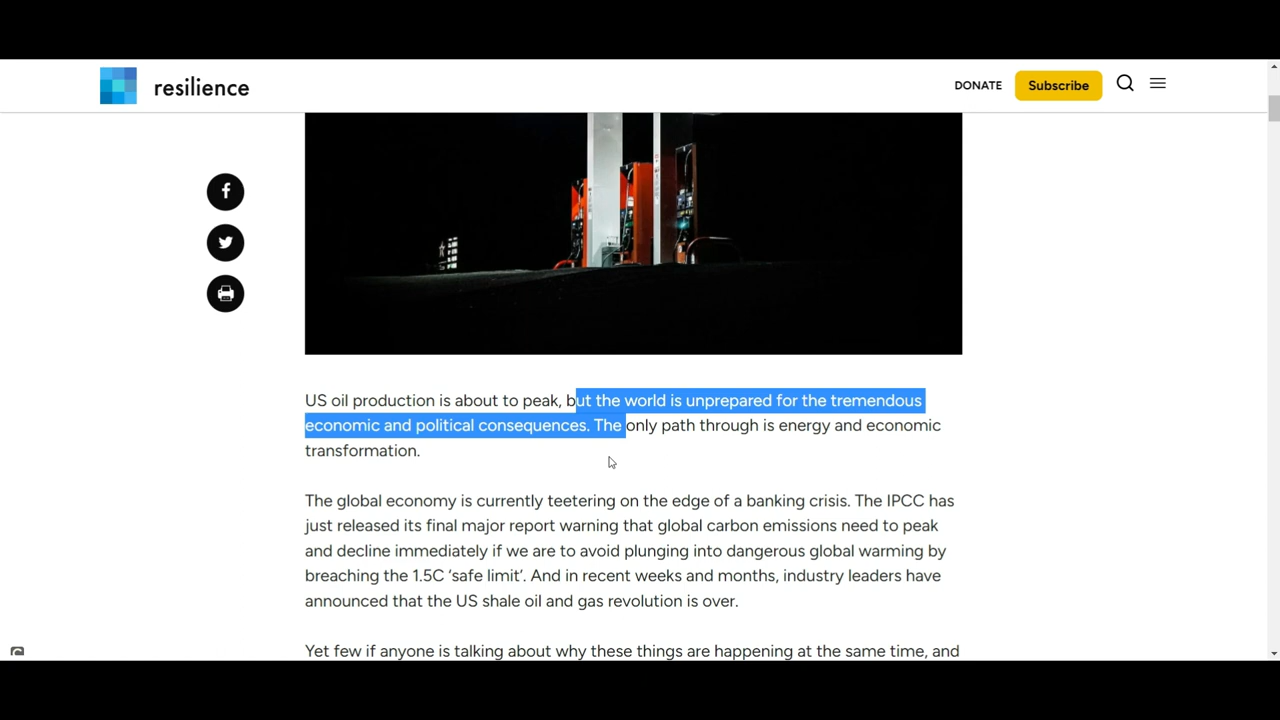 resilience
DONATE
Subscribe
US oil production is about to peak, but the world is unprepared for the tremendous
economic and political consequences. The only path through is energy and economic
transformation.
The global economy is currently teetering on the edge of a banking crisis. The IPCC has
just released its final major report warning that global carbon emissions need to peak
and decline immediately if we are to avoid plunging into dangerous global warming by
breaching the 1.5C ‘safe limit’. And in recent weeks and months, industry leaders have
announced that the US shale oil and gas revolution is over.
Yet few if anyone is talking about why these things are happening at the same time, and